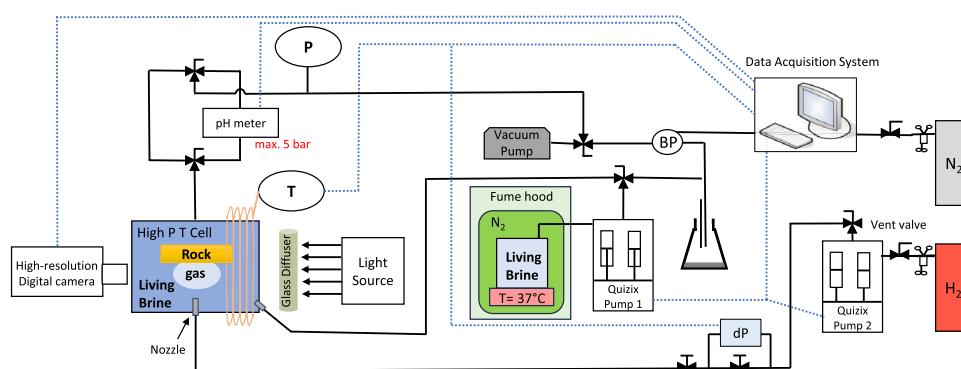 P
Data Acquisition System
pH meter
max. 5 bar
Vacuum
Pump
BP
N2
T
Fume hood
N2
Living
Brine
T= 37°C
Quizix
Pump 1
High P T Cell
Rock
gas
Living
Brine
High-resolution
Digital camera
Glass Diffuser
Light
Source
Nozzle
Vent valve
Quizix
Pump 2
H2
dP